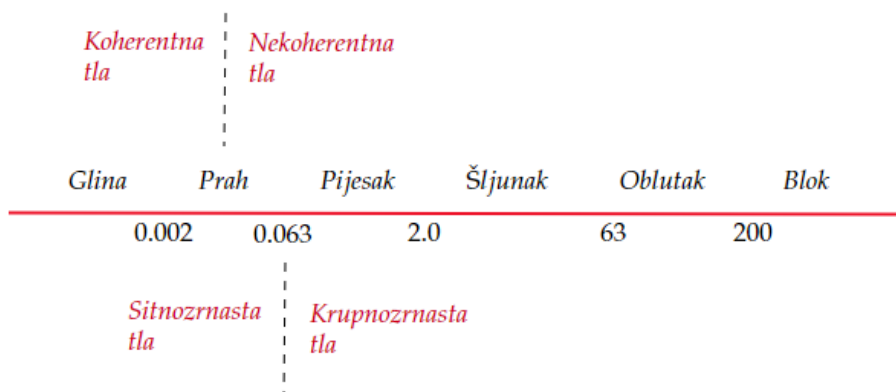 Koherentna
tla
Nekoherentna
tla
Glina Prah Pijesak Šljunak Oblutak Blok
0.002 0.063 2.0 63 200
Sitnozrnasta
tla
Krupnozrnasta
tla